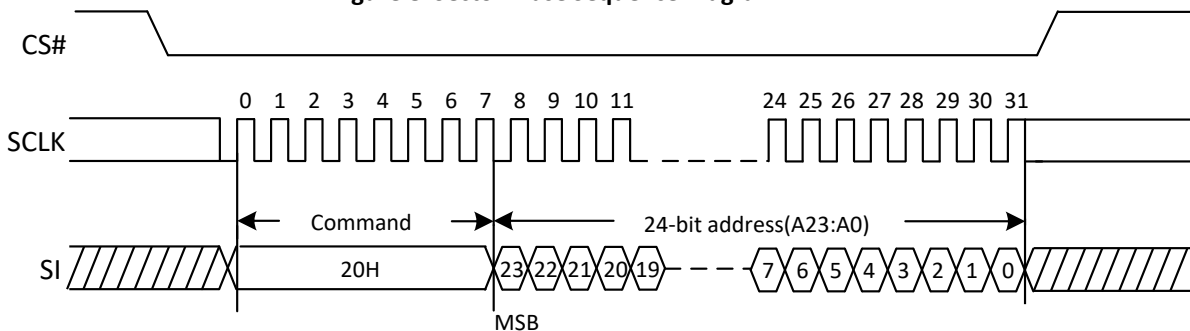 CS#
0 1 2 3 4 5 6 7 8 9 10 11 24 25 26 27 28 29 30 31
SCLK
Command 24-bit address(A23:A0)
SI 20H 23 22 21 20 19 7 6 5 4 3 2 1 0
MSB